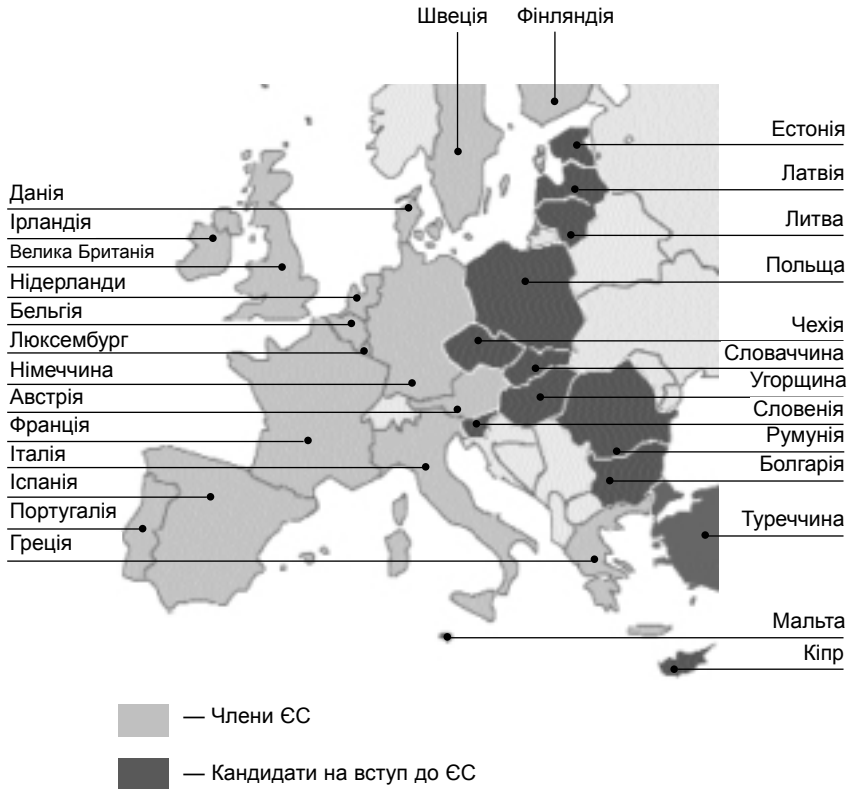 Швеція
Фінляндія
Естонія
Латвія
Литва
Польща
Чехія
Словаччина
Угорщина
Словенія
Румунія
Болгарія
Туреччина
Мальта
Кіпр
Данія
Ірландія
Велика Британія
Нідерланди
Бельгія
Люксембург
Німеччина
Австрія
Франція
Італія
Іспанія
Португалія
Греція
— Члени ЄС
— Кандидати на вступ до ЄС